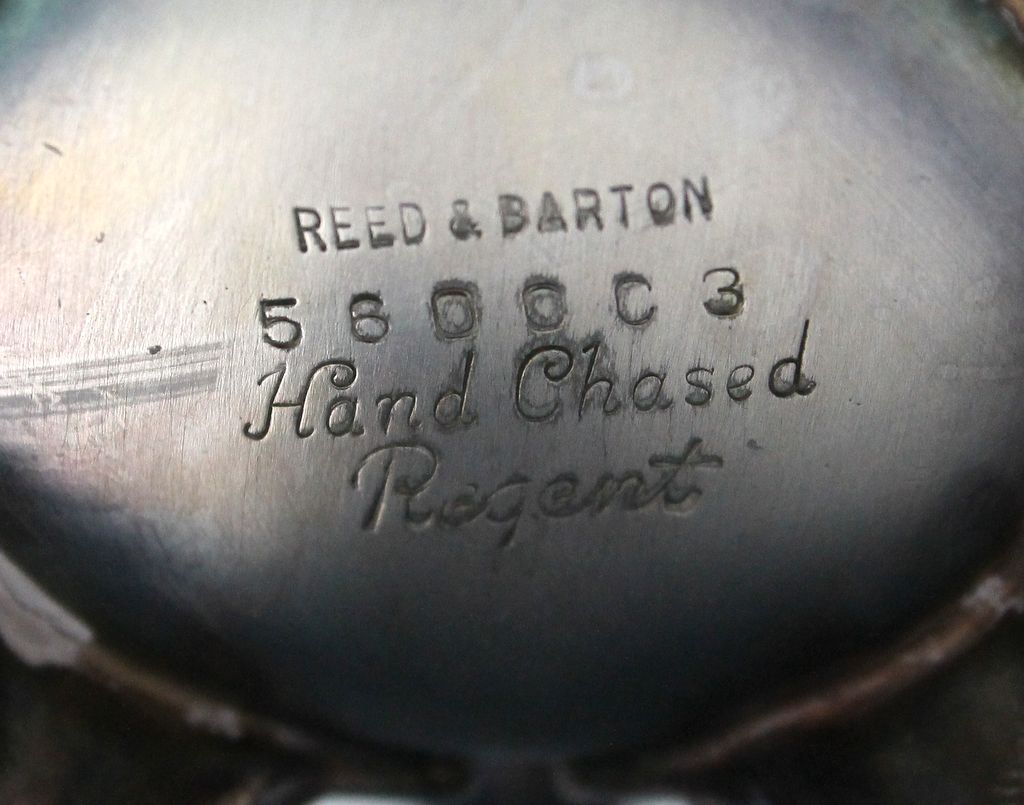 REED & BARTON
5600C3
Hand Chased
Regent